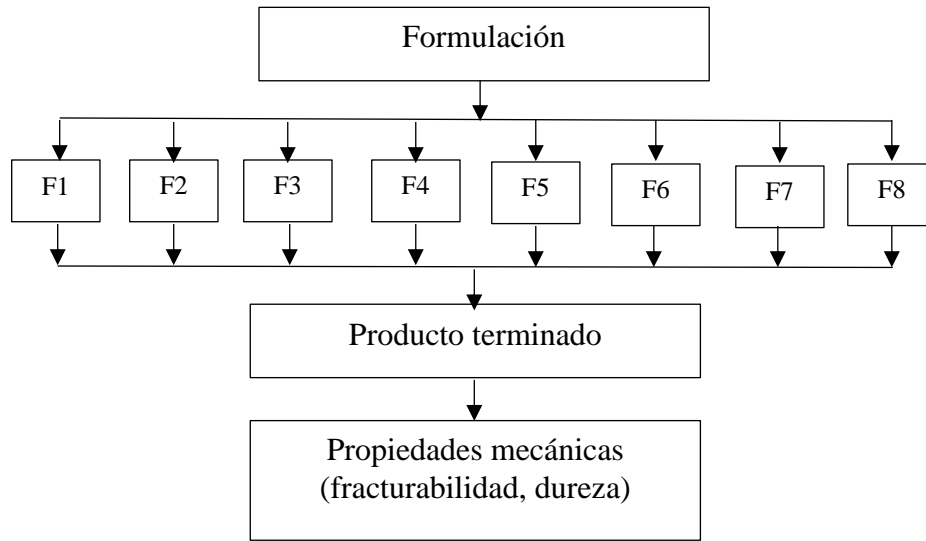 Formulación
F1
F2
F3
F4
F5
F6
F7
F8
Producto terminado
Propiedades mecánicas
(fracturabilidad, dureza)